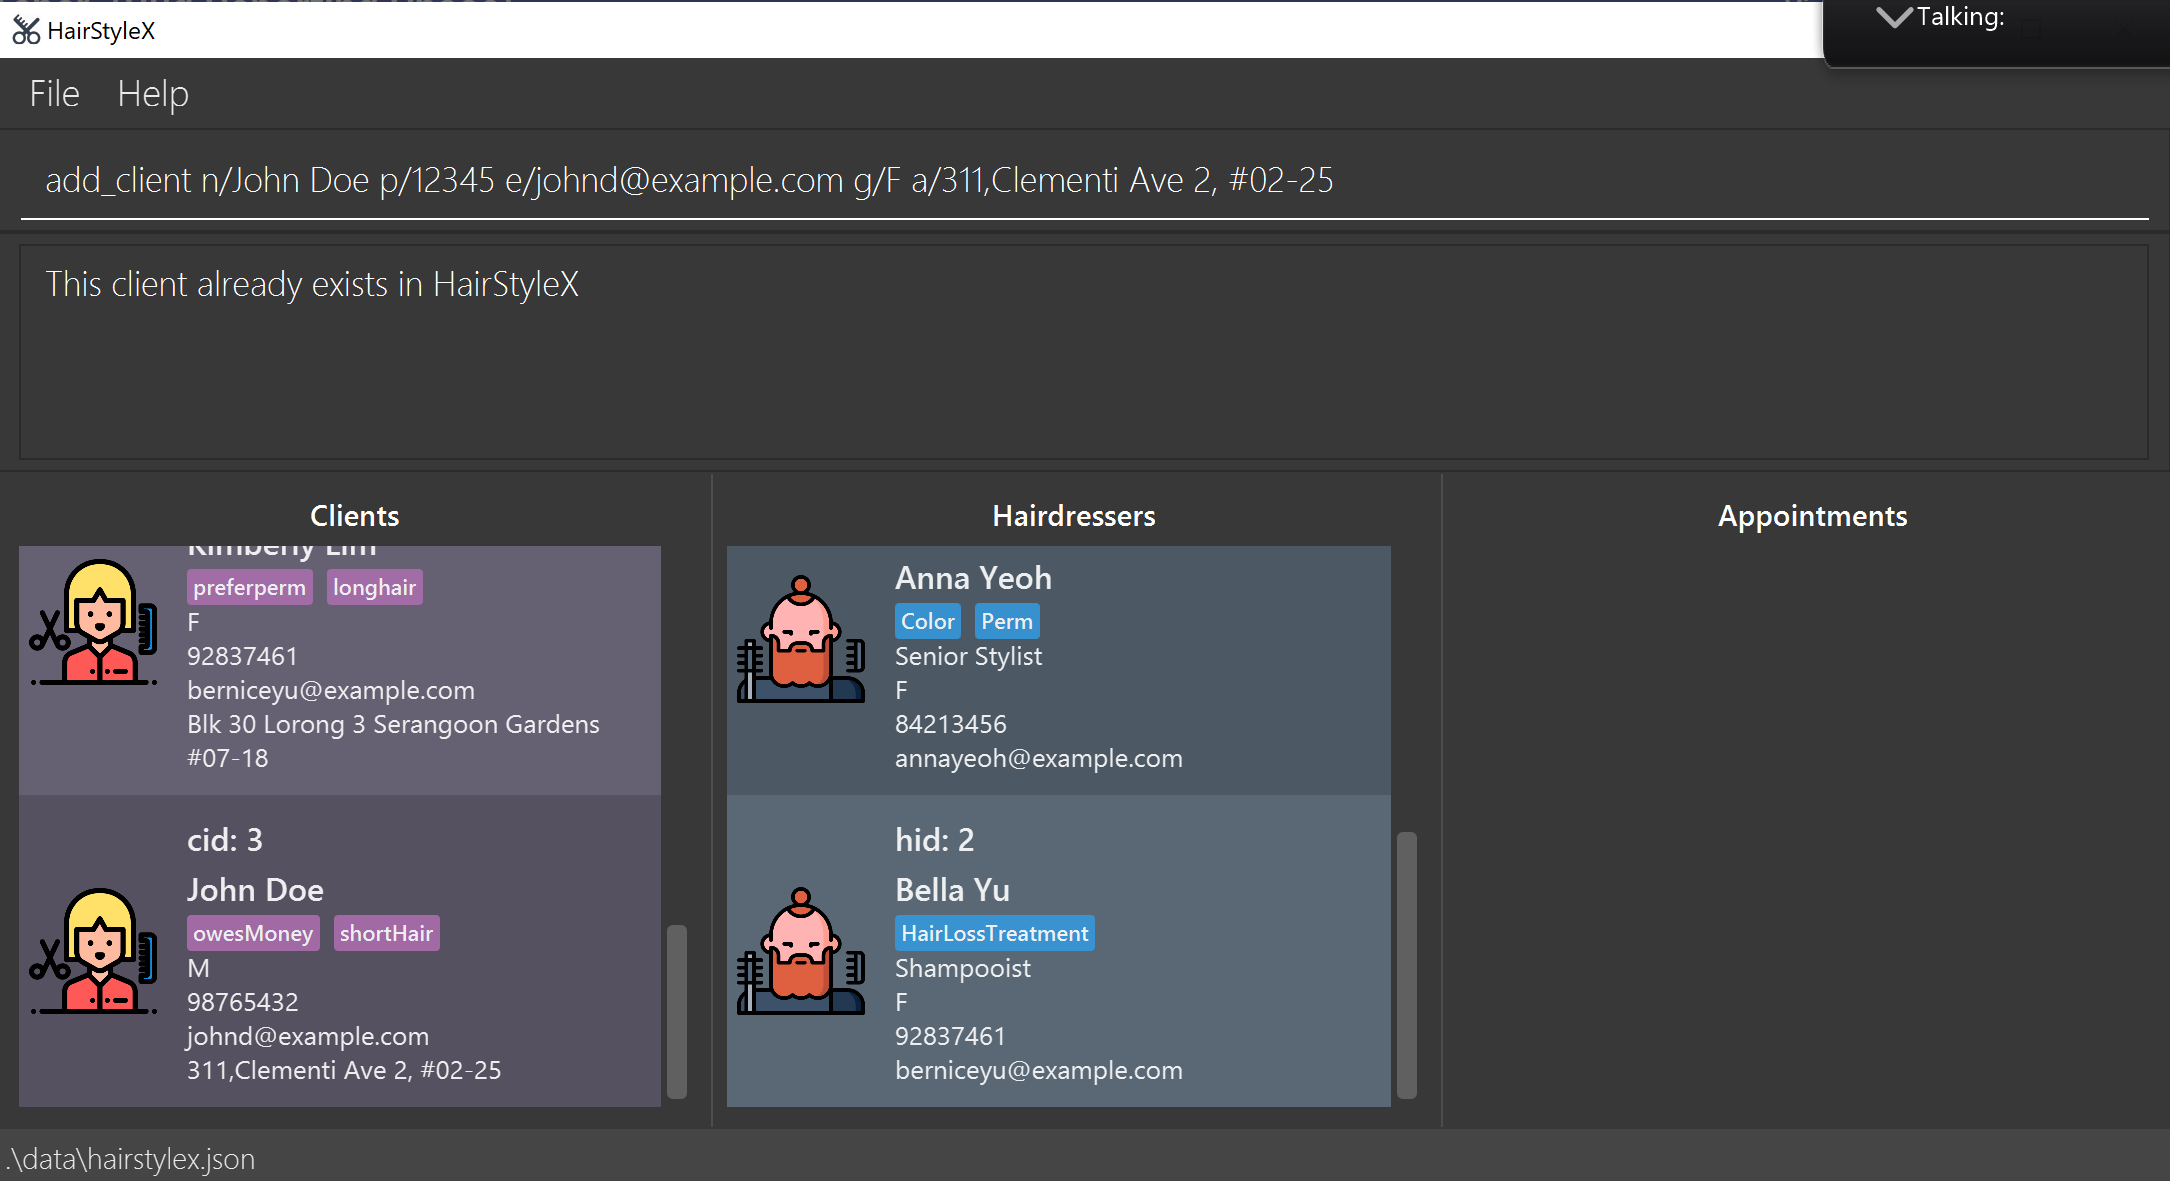 HairStyleX
Talking:
File Help
add_client n/John Doe p/12345 e/johnd@example.com g/F a/311,Clementi Ave 2, #02-25
This client already exists in HairStyleX
Clients
Kimberly Lim
preferperm longhair
F
92837461
berniceyu@example.com
Blk 30 Lorong 3 Serangoon Gardens
#07-18
cid: 3
John Doe
owesMoney shortHair
M
98765432
johnd@example.com
311,Clementi Ave 2, #02-25
Hairdressers
Anna Yeoh
Color Perm
Senior Stylist
F
84213456
annayeoh@example.com
hid: 2
Bella Yu
HairLossTreatment
Shampooist
F
92837461
berniceyu@example.com
Appointments
.\data\hairstylex.json